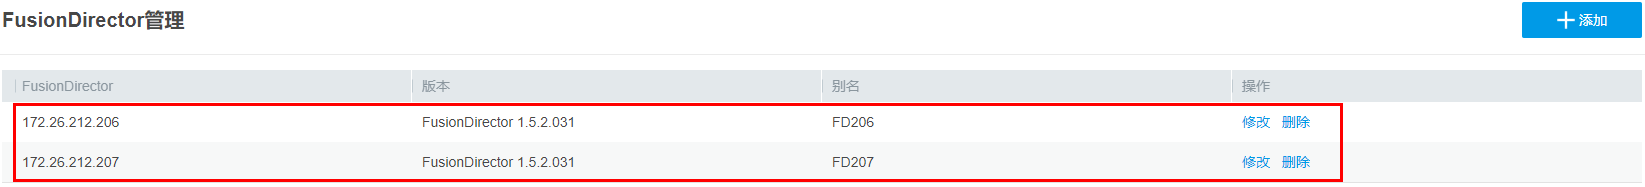 FusionDirector管理
添加
FusionDirector 版本 别名 操作
172.26.212.206 FusionDirector 1.5.2.031 FD206 修改 删除
172.26.212.207 FusionDirector 1.5.2.031 FD207 修改 删除